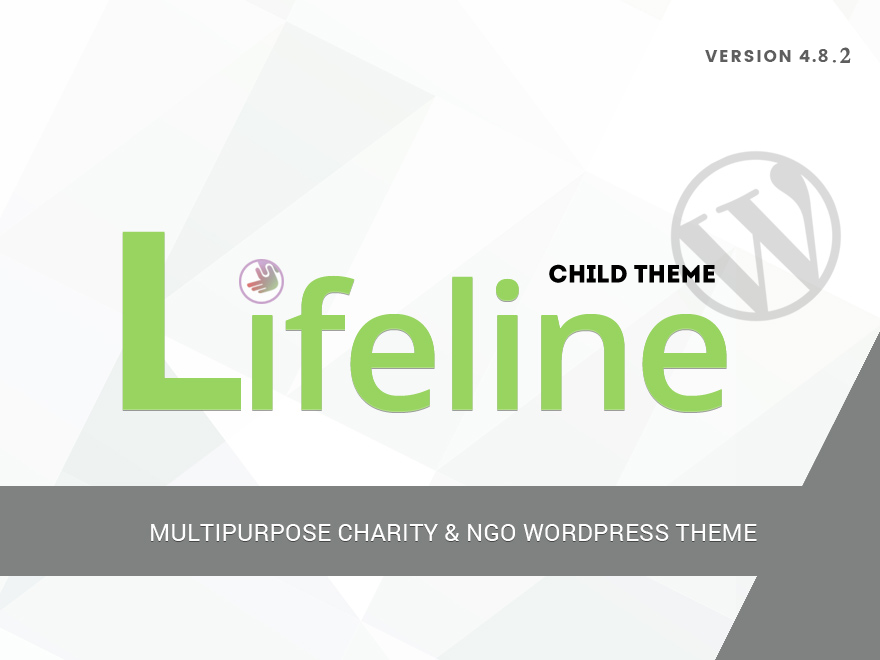 VERSION 4.8.2
CHILD THEME
Lifeline
MULTIPURPOSE CHARITY & NGO WORDPRESS THEME